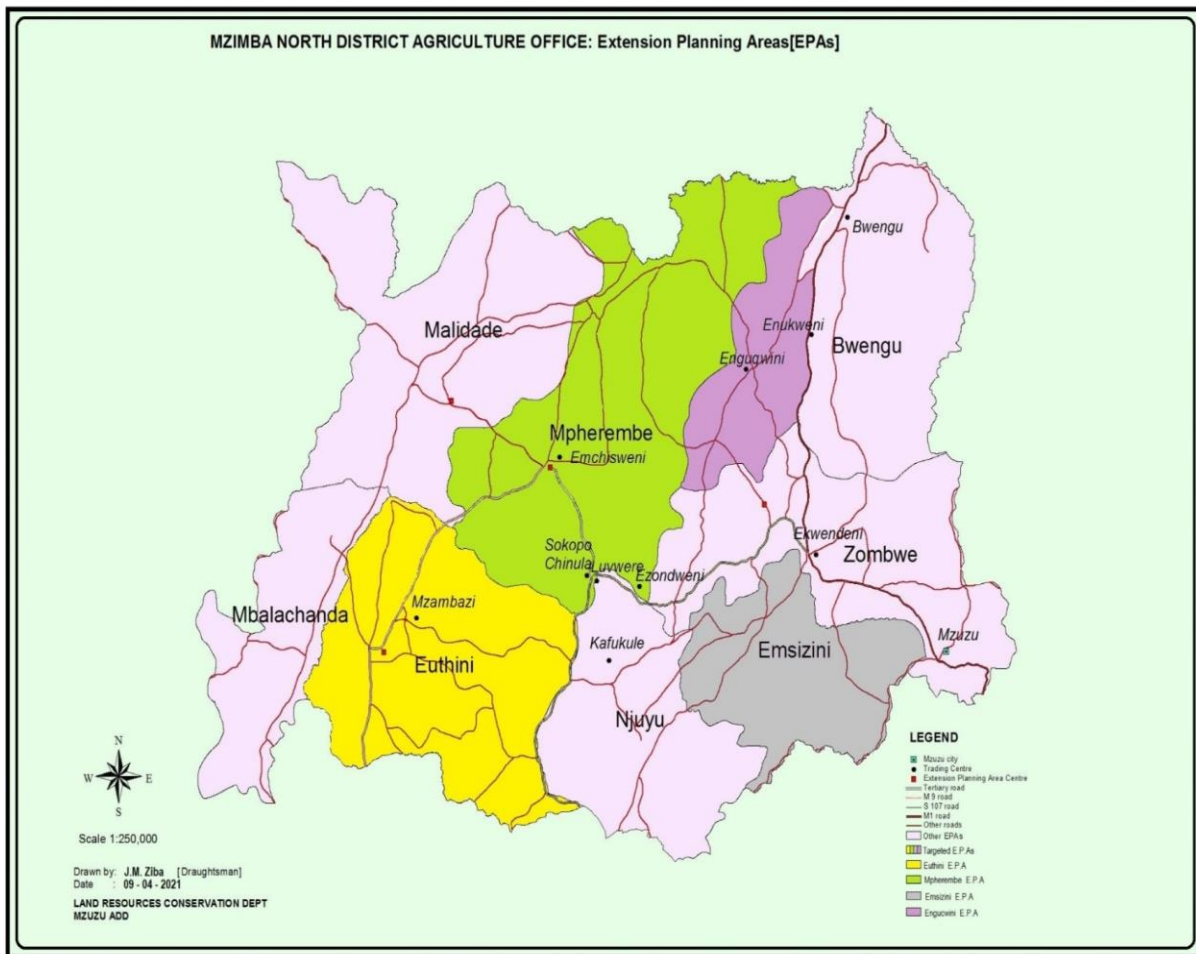 MZIMBA NORTH DISTRICT AGRICULTURE OFFICE: Extension Planning Areas[EPAs]
Bwengu
Malidade
Enukweni
Bwengu
Engugwini
Mpherembe
Emchisweni
Sokopo
Chinula
Luvwere
Ezondweni
Ekwendeni
Zombwe
Mbalachanda
Mzambazi
Euthini
Kafukule
Emsizini
Mzuzu
Njuyu
N
W
E
S
Scale 1:250,000
Drawn by: J.M. Ziba [Draughtsman]
Date : 09 - 04 - 2021
LAND RESOURCES CONSERVATION DEPT
MZUZU ADD
LEGEND
Mzuzu city
Trading Centre
Extension Planning Area Centre
Tertiary road
M 9 road
S 107 road
M1 road
Other roads
Other EPAs
Targeted E.P.As
Euthini E.P.A
Mpherembe E.P.A
Emsizini E.P.A
Engucwini E.P.A